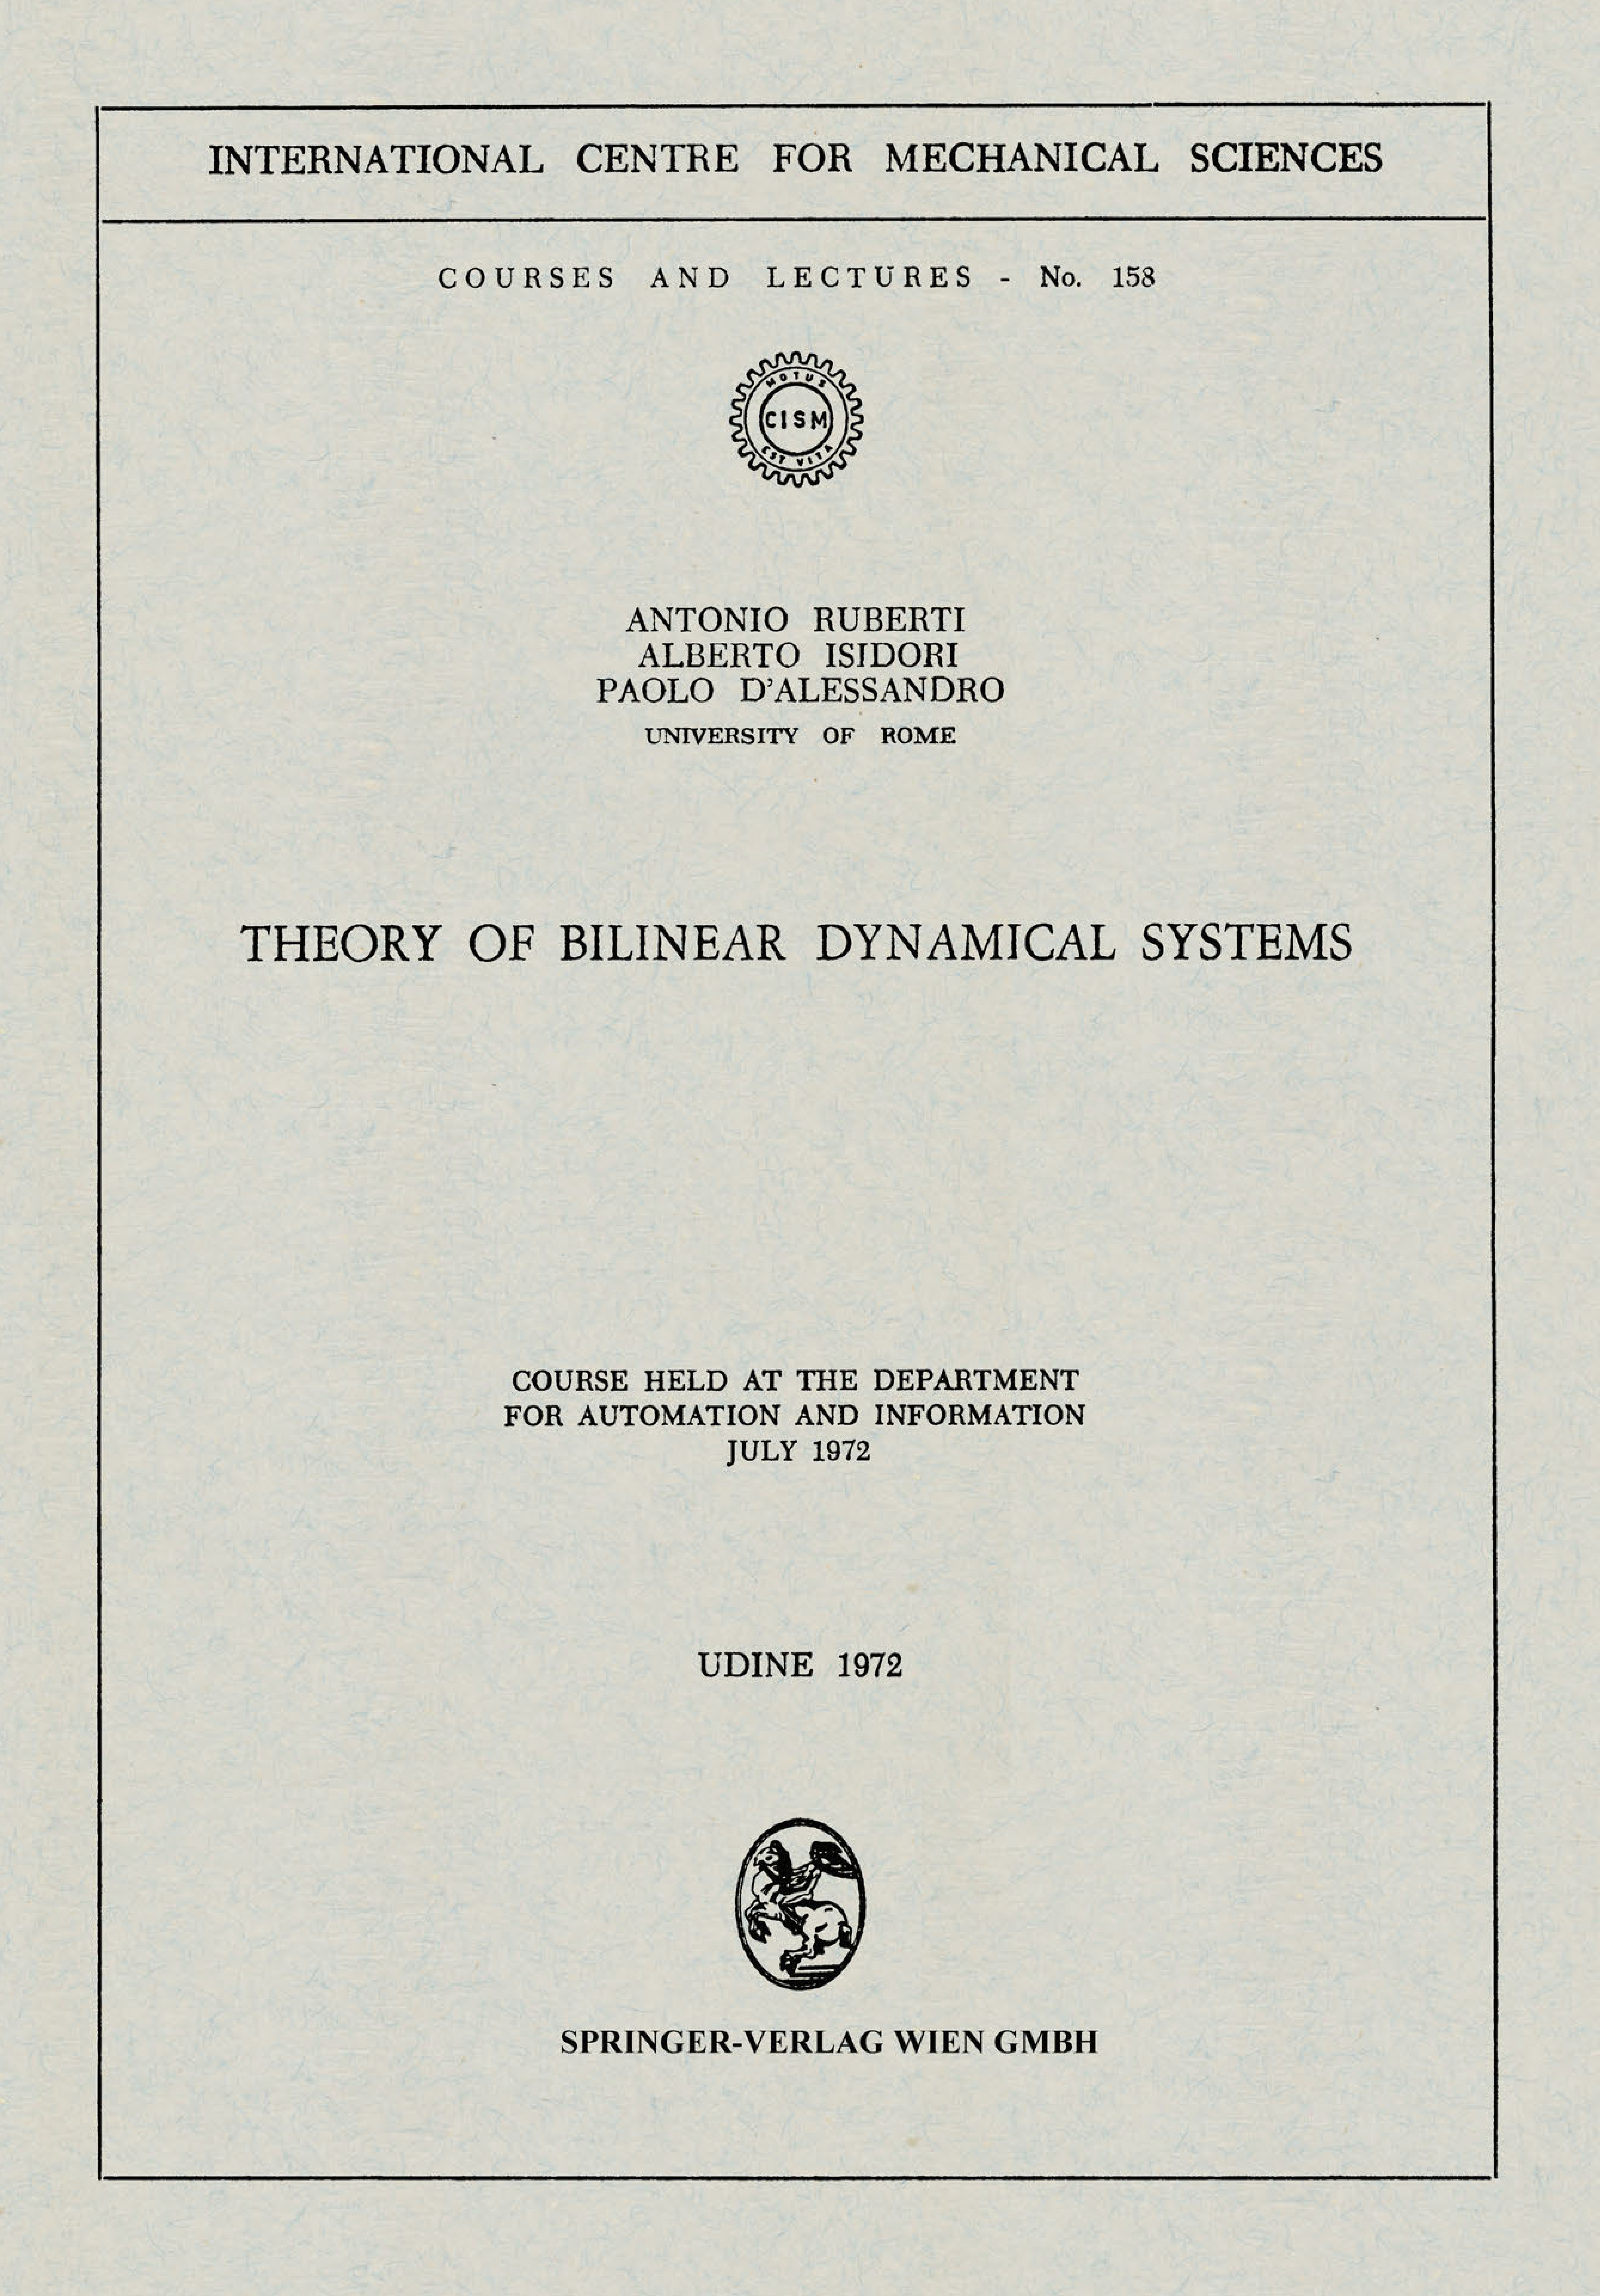 INTERNATIONAL CENTRE FOR MECHANICAL SCIENCES
COURSES AND LECTURES - No. 158
MOTUS
CISM
EST VITA
ANTONIO RUBERTI
ALBERTO ISIDORI
PAOLO D'ALESSANDRO
UNIVERSITY OF ROME
THEORY OF BILINEAR DYNAMICAL SYSTEMS
COURSE HELD AT THE DEPARTMENT
FOR AUTOMATION AND INFORMATION
JULY 1972
UDINE 1972
SPRINGER-VERLAG WIEN GMBH